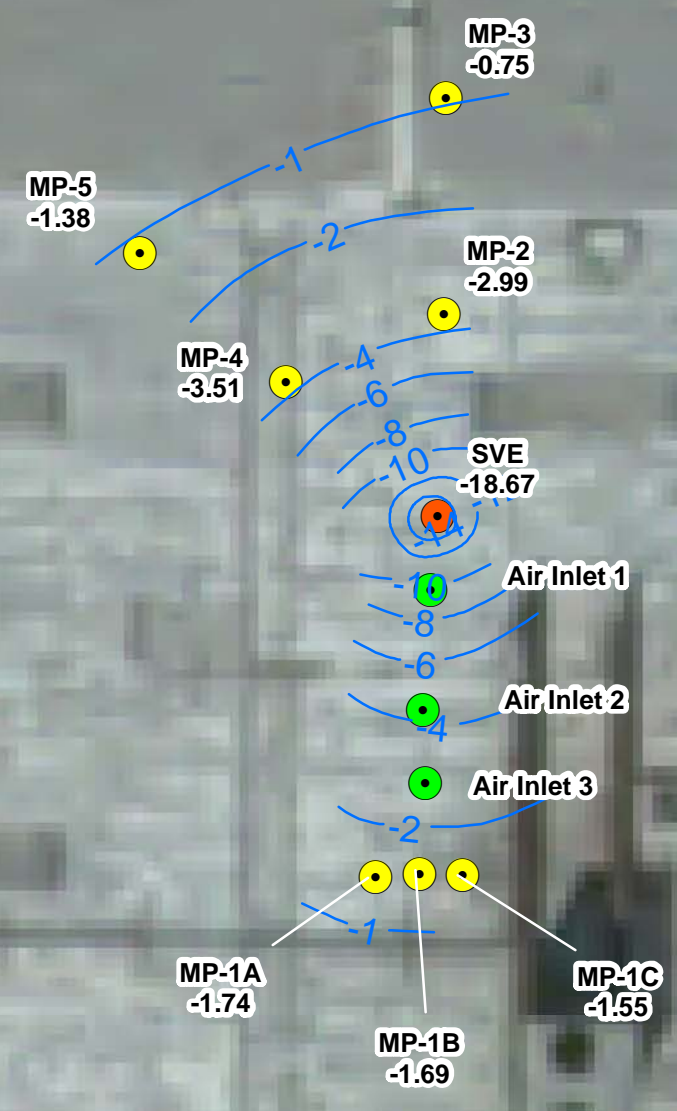 MP-3
-0.75
-1
MP-5
-1.38
-2
MP-2
-2.99
MP-4
-3.51
-4
-6
-8
-10
SVE
-18.67
-14
Air Inlet 1
-10
-8
-6
Air Inlet 2
-4
Air Inlet 3
-2
-1
MP-1A
-1.74
MP-1C
-1.55
MP-1B
-1.69